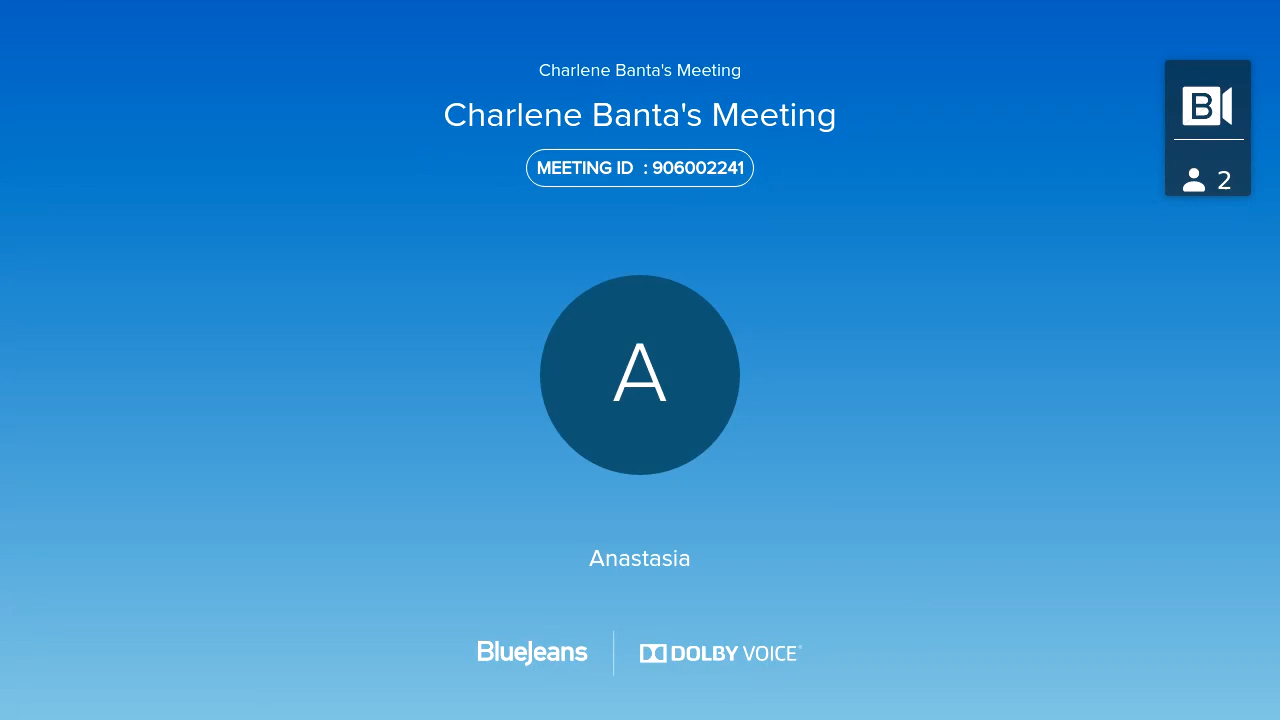 Charlene Banta's Meeting
Charlene Banta's Meeting
MEETING ID : 906002241
B
2
A
Anastasia
BlueJeans
DOLBY VOICE